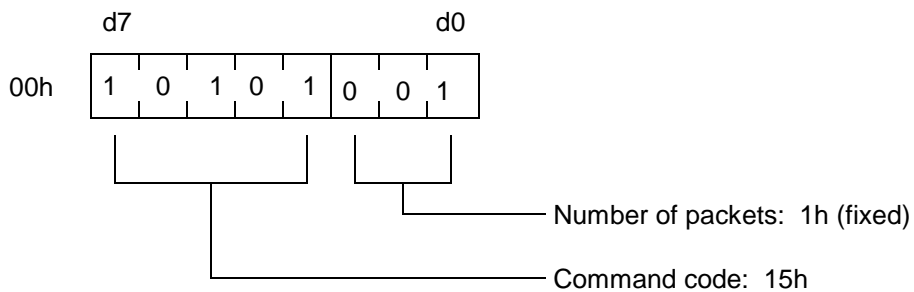 d7 d0
00h 1 0 1 0 1 0 0 1
Number of packets: 1h (fixed)
Command code: 15h